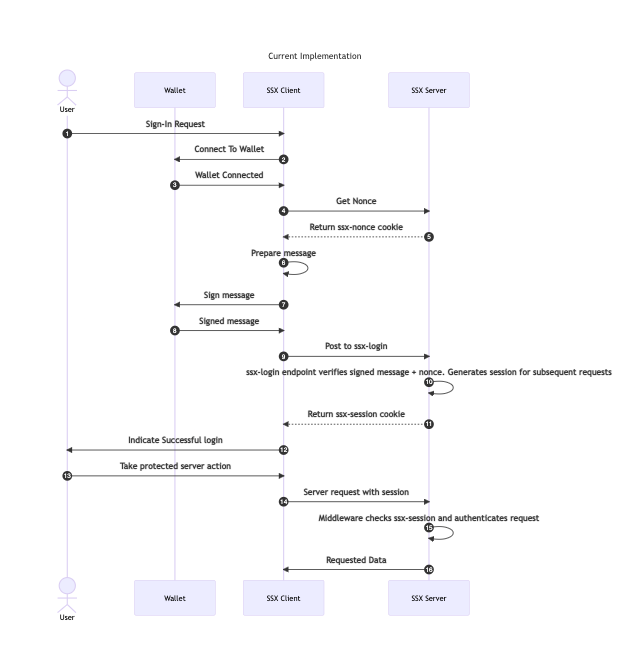 Current Implementation
User
Wallet
SSX Client
SSX Server
Sign-In Request
1
Connect To Wallet
2
Wallet Connected
3
Get Nonce
4
Return ssx-nonce cookie
5
Prepare message
6
Sign message
7
Signed message
8
Post to ssx-login
9
ssx-login endpoint verifies signed message + nonce. Generates session for subsequent requests
10
Return ssx-session cookie
11
Indicate Successful login
12
Take protected server action
13
Server request with session
14
Middleware checks ssx-session and authenticates request
15
Requested Data
16
User
Wallet
SSX Client
SSX Server